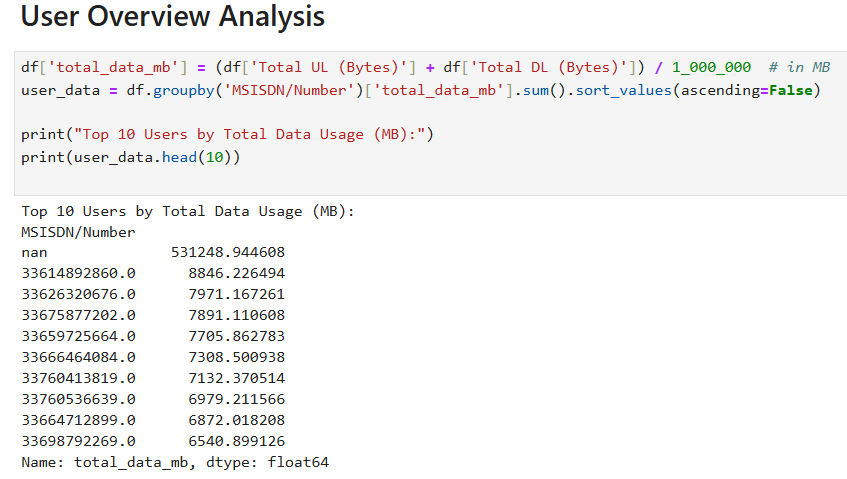 User Overview Analysis
df['total_data_mb'] = (df['Total UL (Bytes)'] + df['Total DL (Bytes)']) / 1_000_000  # in MB
user_data = df.groupby('MSISDN/Number')['total_data_mb'].sum().sort_values(ascending=False)
print("Top 10 Users by Total Data Usage (MB):")
print(user_data.head(10))
Top 10 Users by Total Data Usage (MB):
MSISDN/Number
nan              531248.944608
33614892860.0      8846.226494
33626320676.0      7971.167261
33675877202.0      7891.110608
33659725664.0      7705.862783
33666464084.0      7308.500938
33760413819.0      7132.370514
33760536639.0      6979.211566
33664712899.0      6872.018208
33698792269.0      6540.899126
Name: total_data_mb, dtype: float64